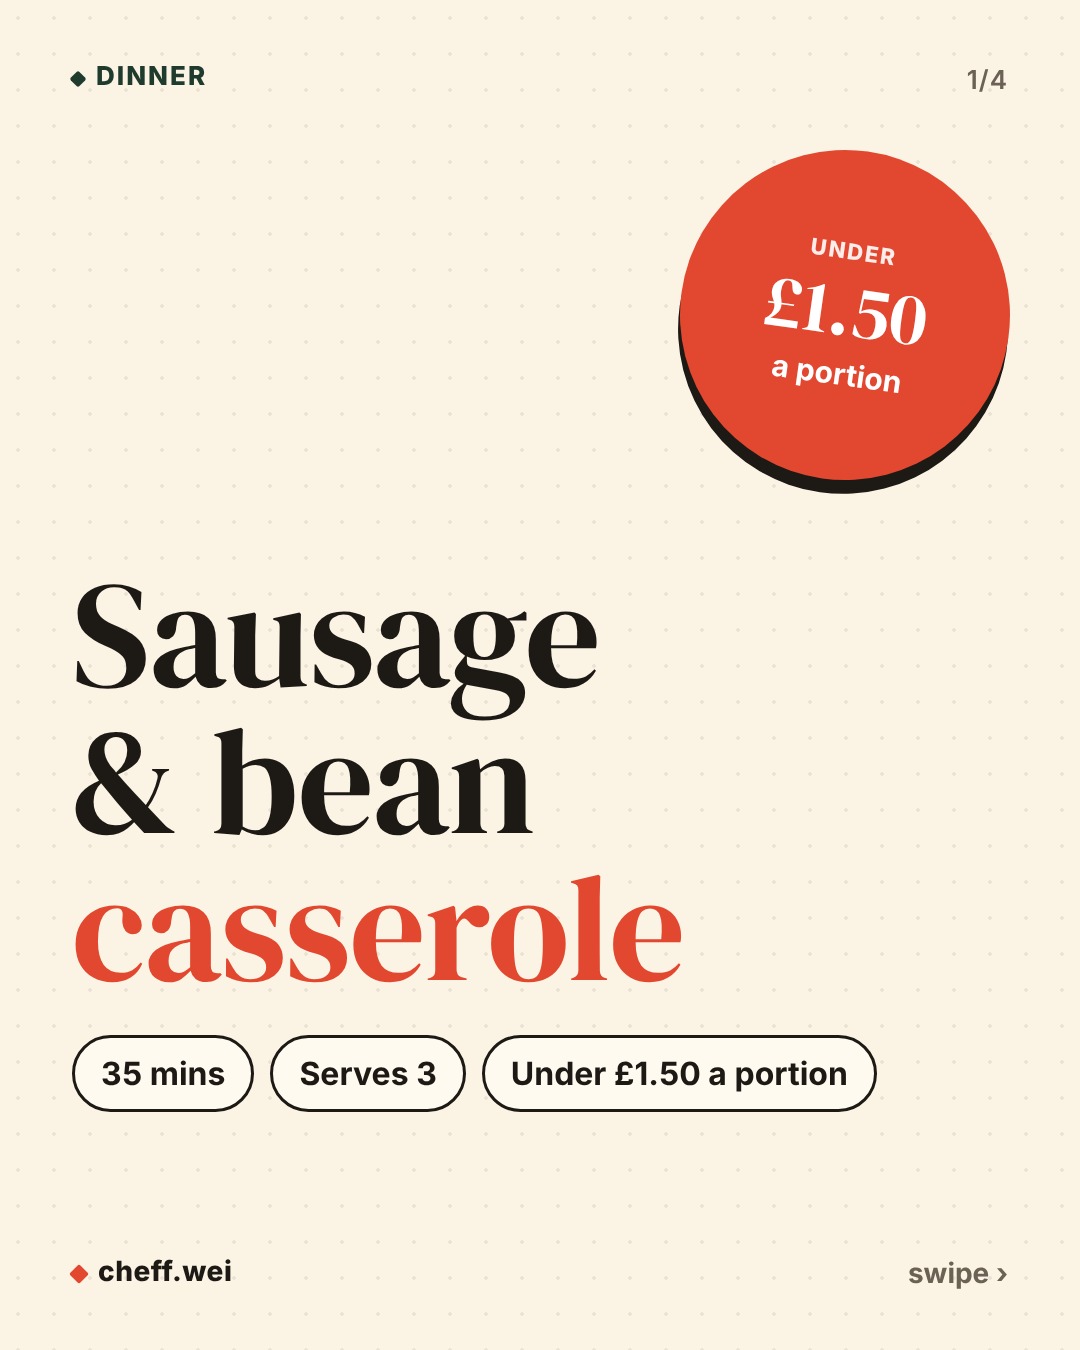 DINNER
1/4
UNDER
£1.50
a portion
Sausage
& bean
casserole
35 mins
Serves 3
Under £1.50 a portion
cheff.wei
swipe ›